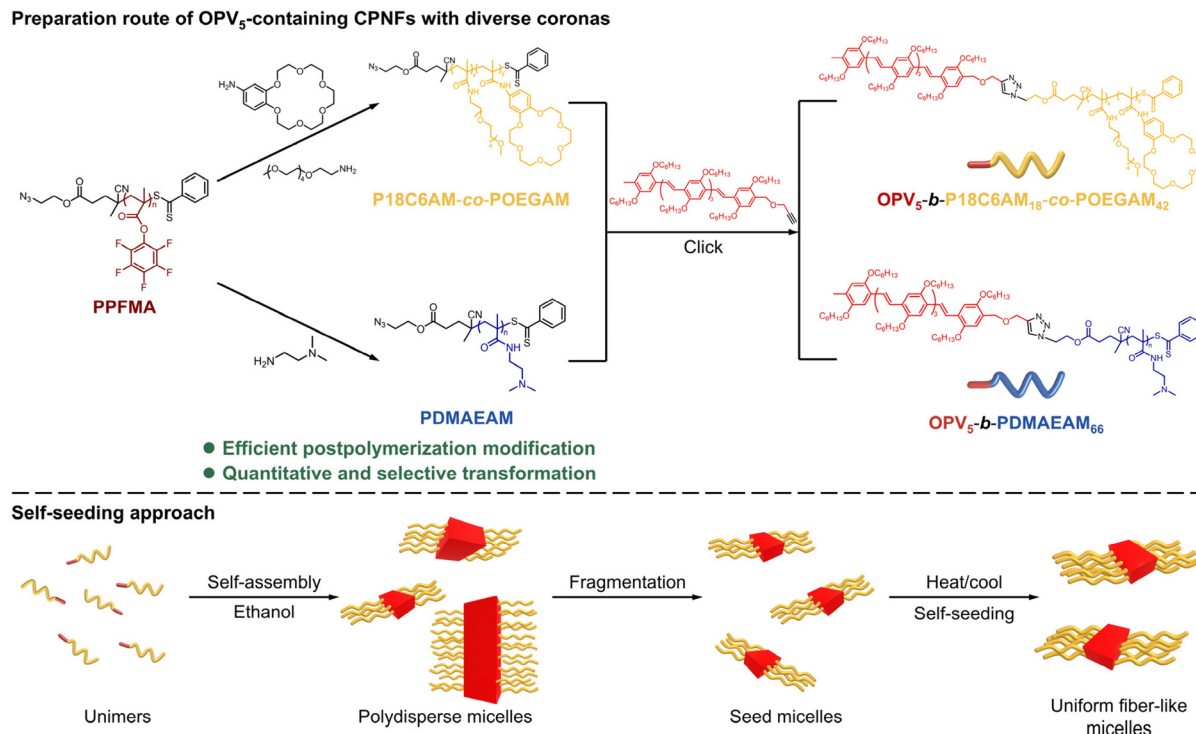 Preparation route of OPV₅-containing CPNFs with diverse coronas
P18C6AM-co-POEGAM
PPFMA
PDMAEAM
Click
OPV₅-b-P18C6AM₁₈-co-POEGAM₄₂
OPV₅-b-PDMAEAM₆₆
● Efficient postpolymerization modification
● Quantitative and selective transformation
Self-seeding approach
Self-assembly
Ethanol
Fragmentation
Heat/cool
Self-seeding
Unimers
Polydisperse micelles
Seed micelles
Uniform fiber-like
micelles